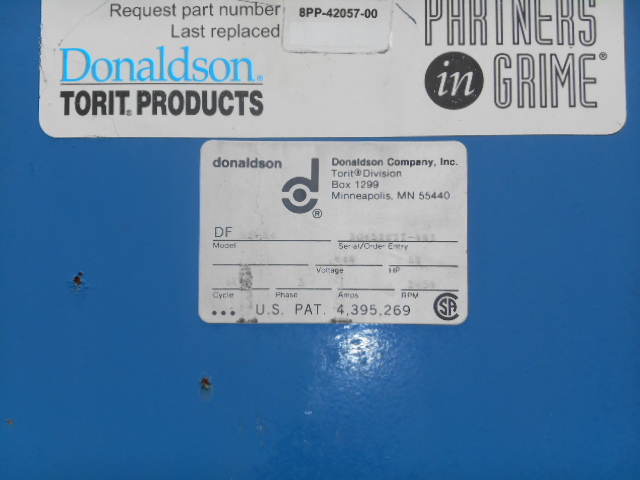 Request part number
8PP-42057-00
Last replaced
Donaldson.
TORIT. PRODUCTS
PARTNERS
in GRIME®
donaldson
d ®
Donaldson Company, Inc.
Torit® Division
Box 1299
Minneapolis, MN 55440
DF
Model
Serial/Order Entry
Voltage
HP
3
Cycle
Phase
Amps
RPM
••• U.S. PAT. 4,395,269
SA